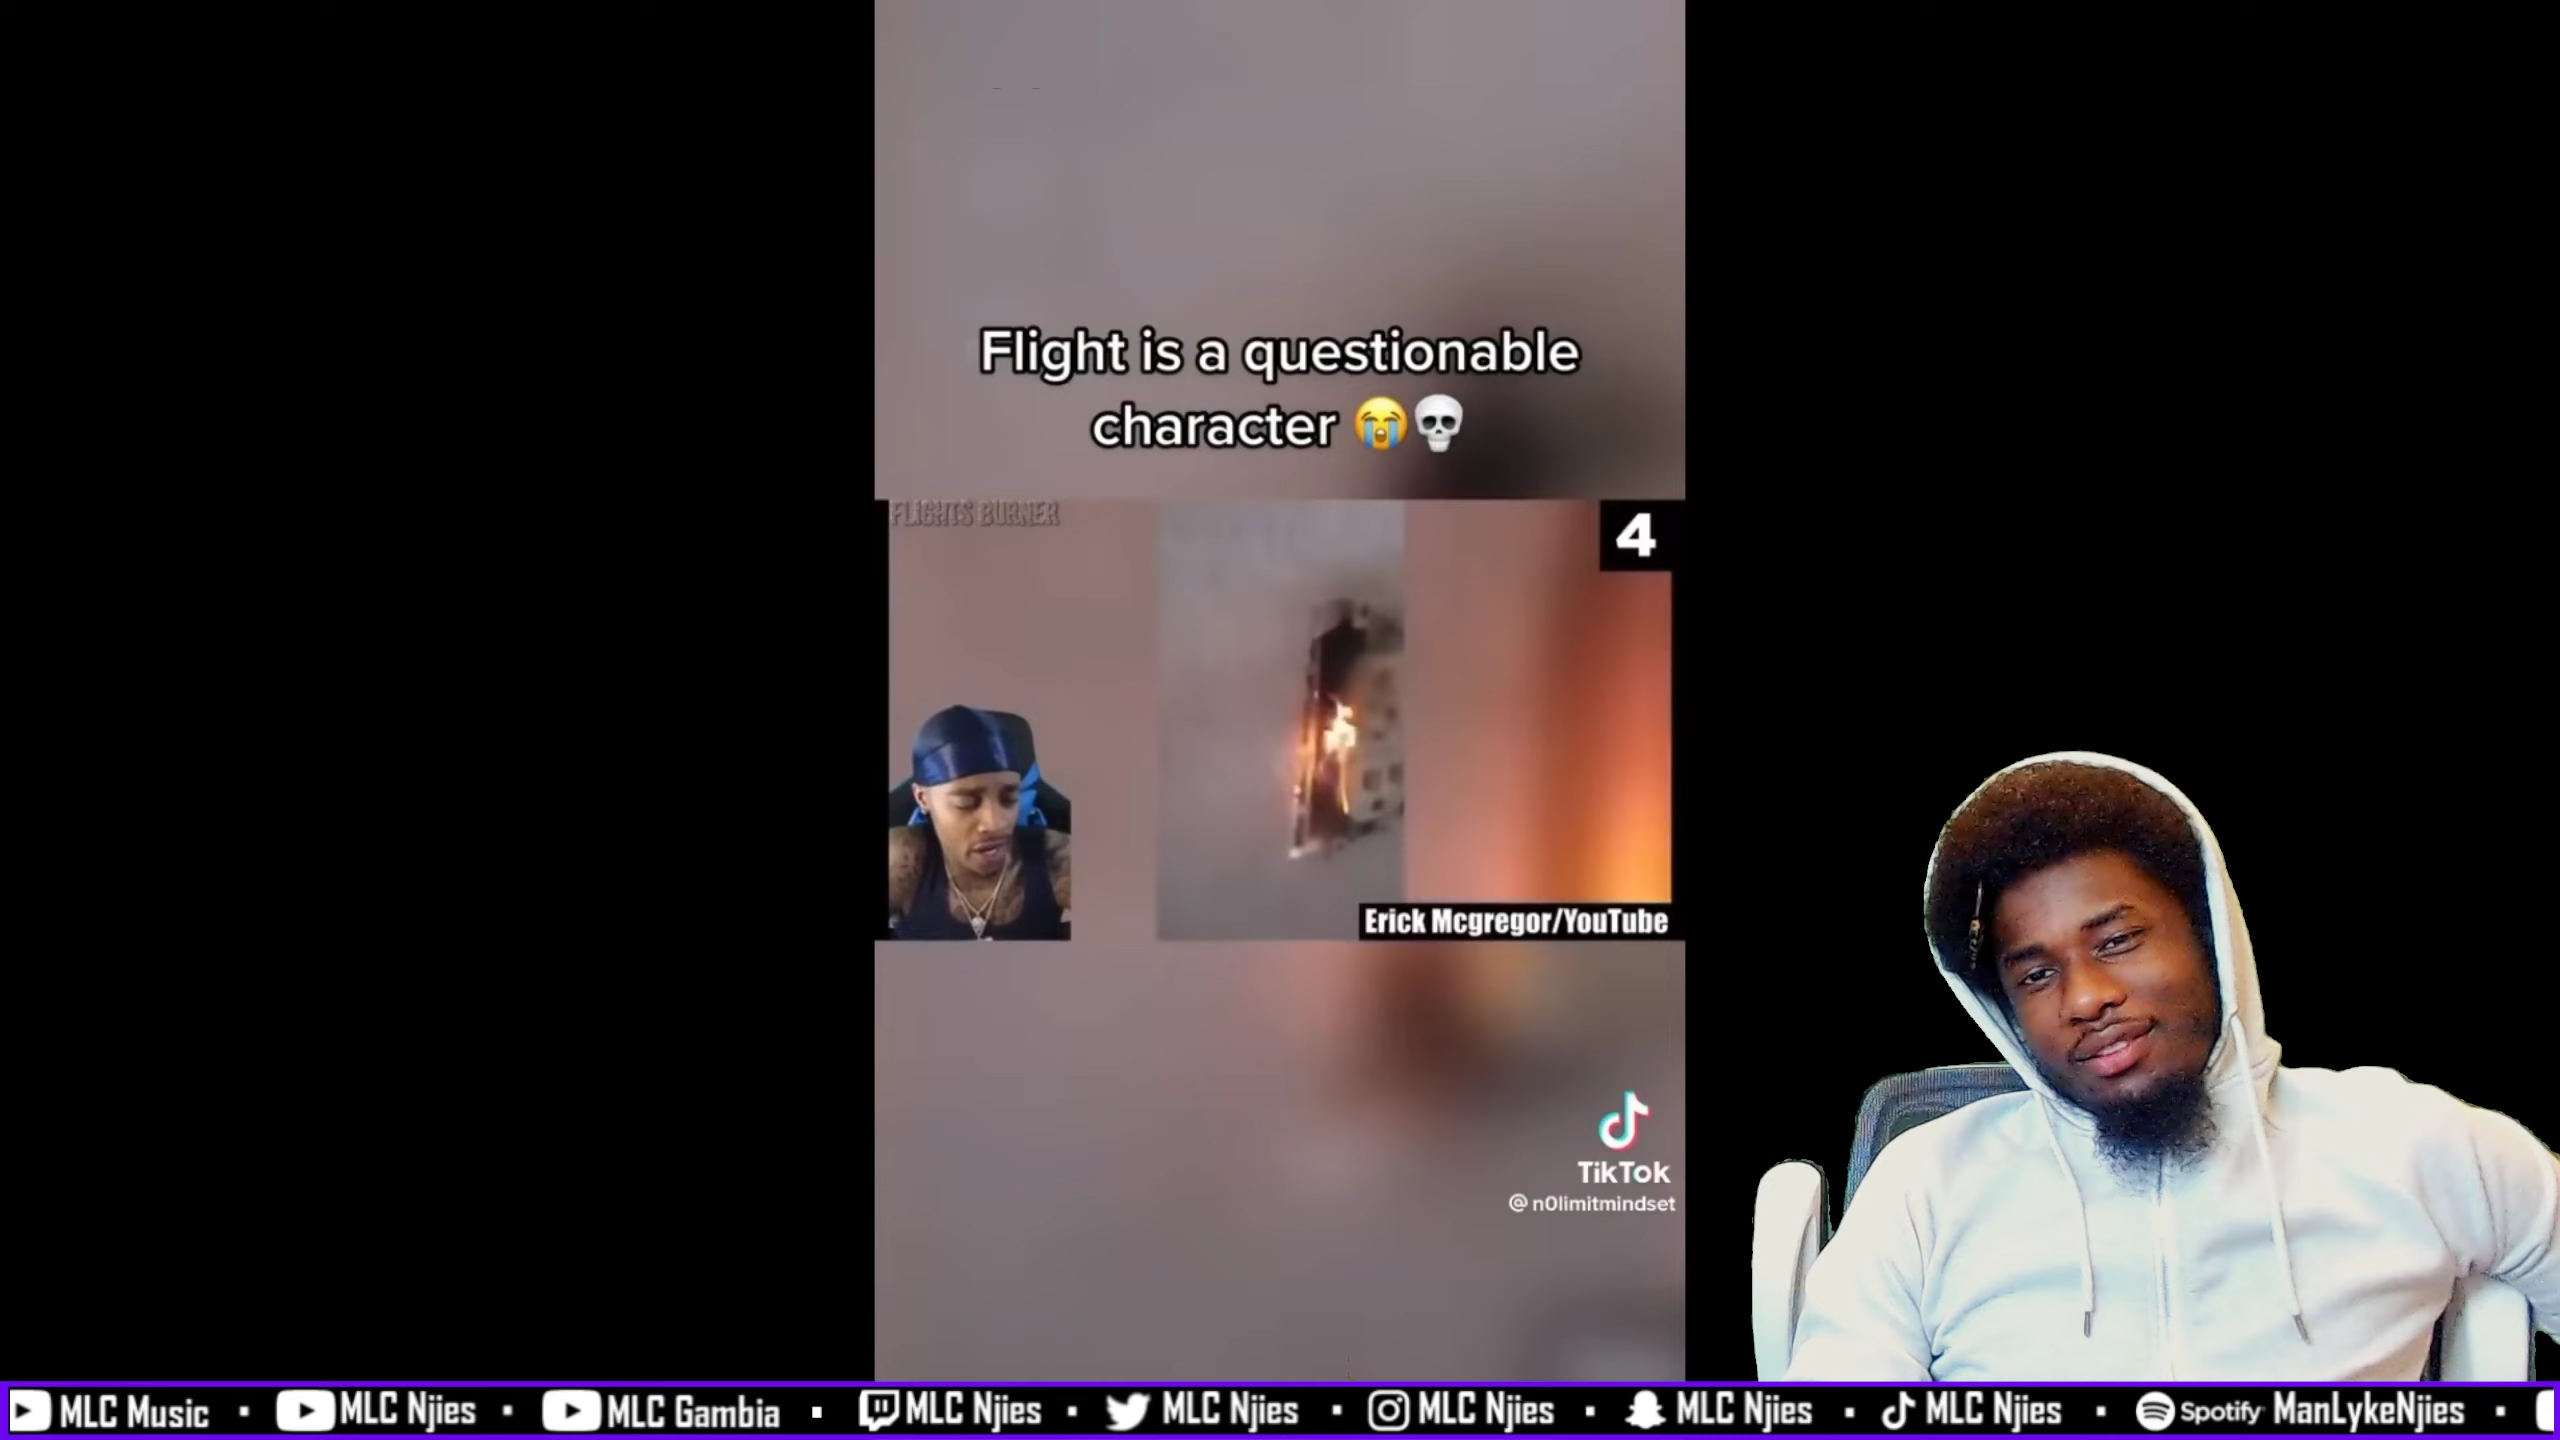 Flight is a questionable
character 😭💀
FLIGHTS BURNER
4
Erick Mcgregor/YouTube
TikTok
@n0limitmindset
MLC Music · MLC Njies · MLC Gambia · MLC Njies · MLC Njies · MLC Njies · MLC Njies · MLC Njies · Spotify ManLykeNjies ·